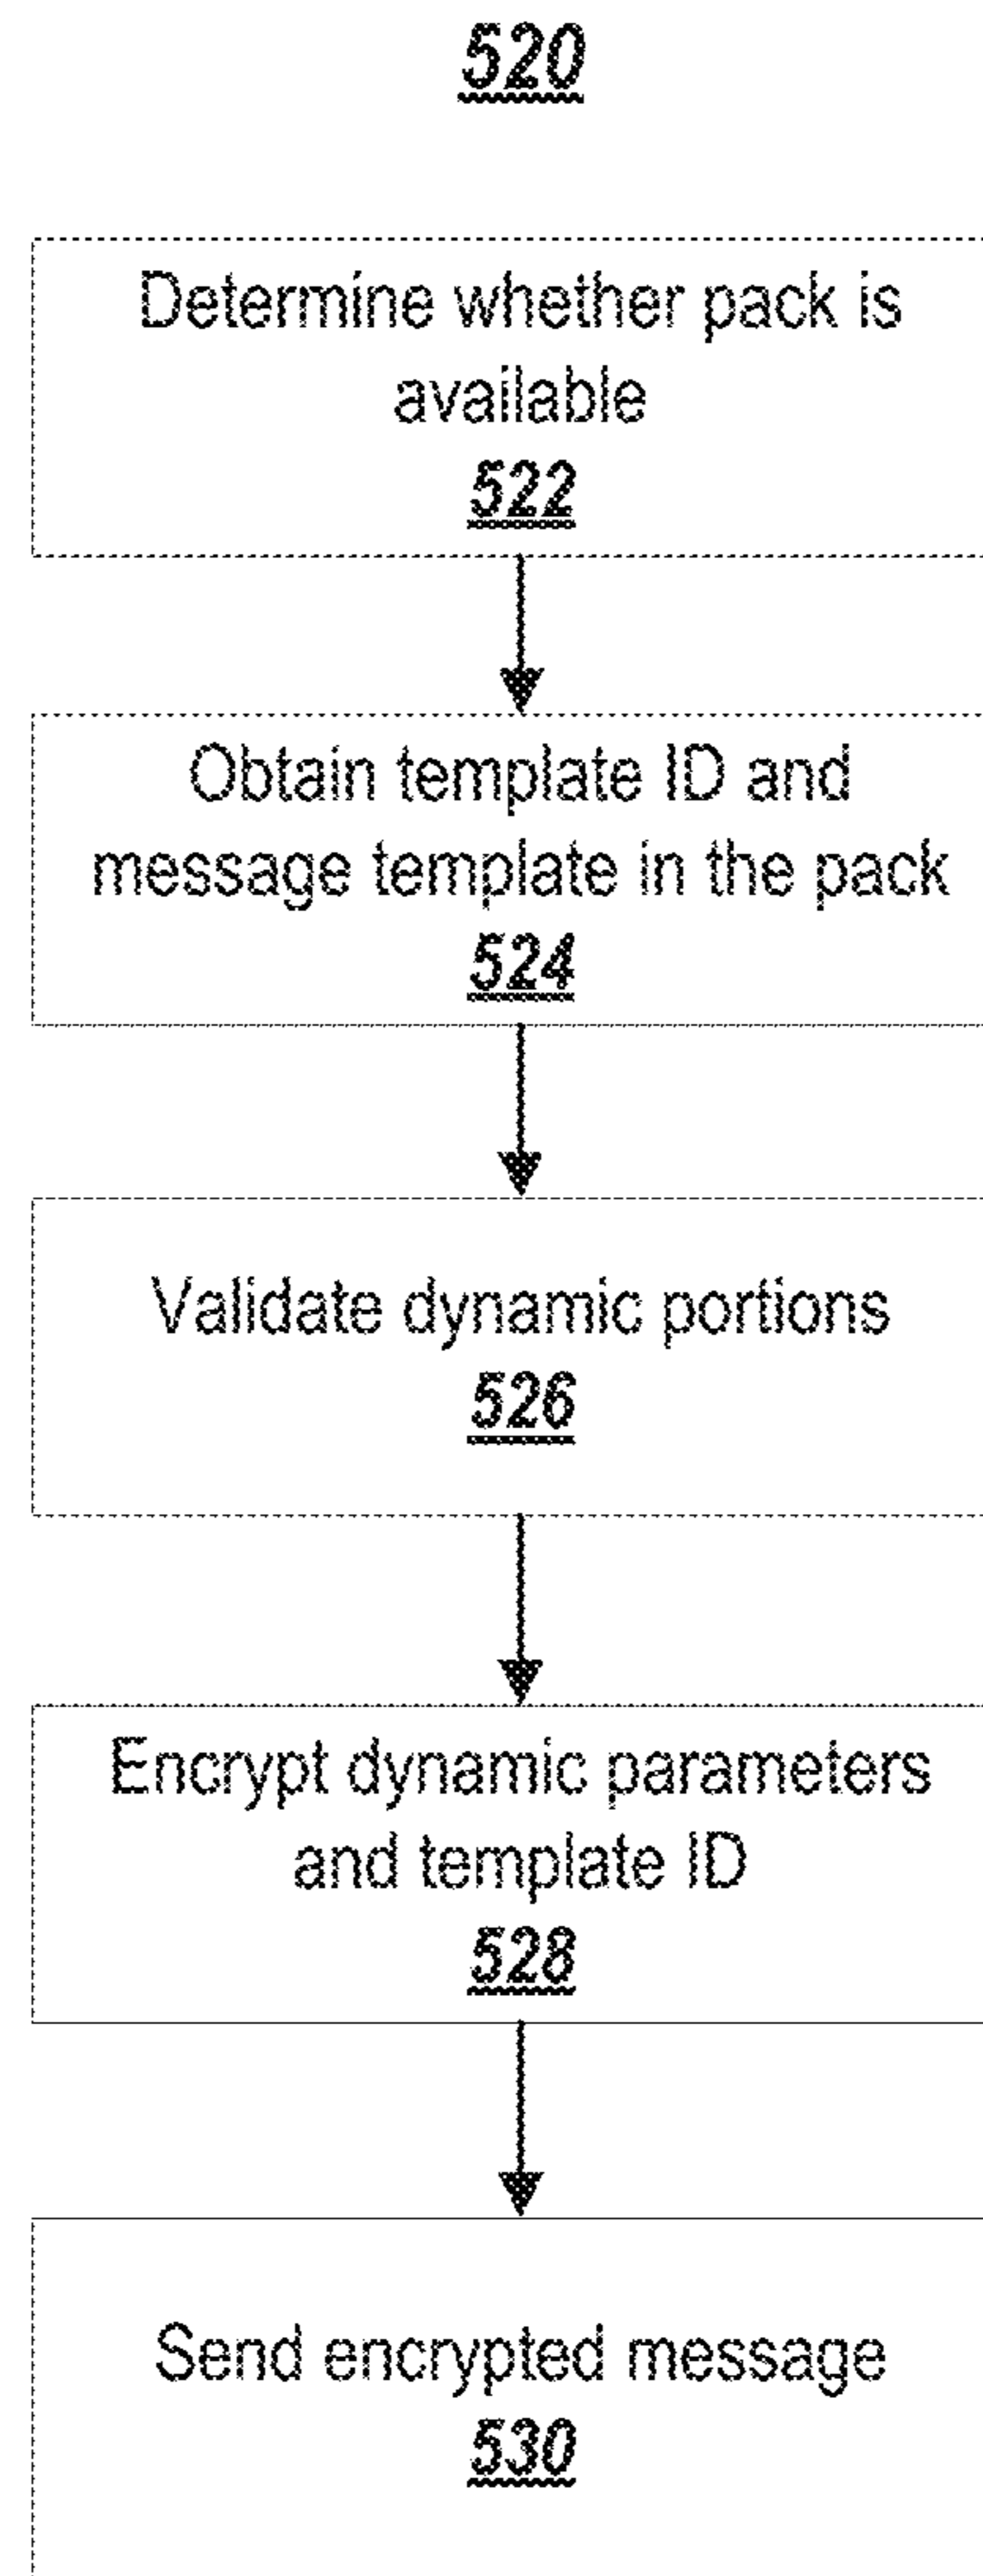 520
Determine whether pack is
available
522
Obtain template ID and
message template in the pack
524
Validate dynamic portions
526
Encrypt dynamic parameters
and template ID
528
Send encrypted message
530